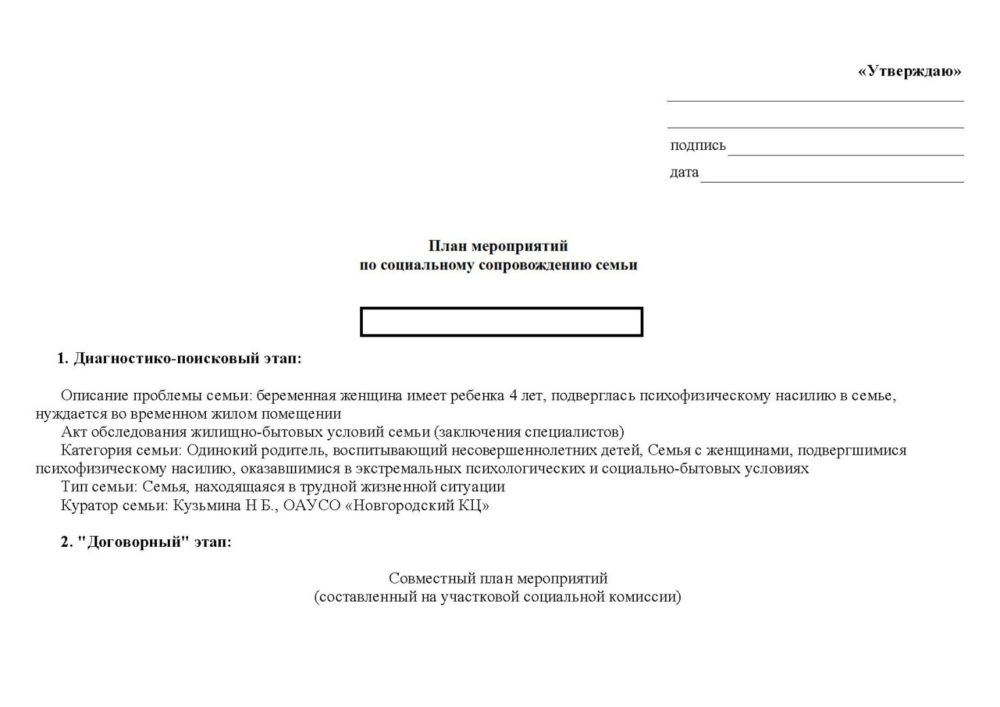 «Утверждаю»
подпись
дата
План мероприятий
по социальному сопровождению семьи
1. Диагностико-поисковый этап:
Описание проблемы семьи: беременная женщина имеет ребенка 4 лет, подверглась психофизическому насилию в семье,
нуждается во временном жилом помещении
Акт обследования жилищно-бытовых условий семьи (заключения специалистов)
Категория семьи: Одинокий родитель, воспитывающий несовершеннолетних детей, Семья с женщинами, подвергшимися
психофизическому насилию, оказавшимися в экстремальных психологических и социально-бытовых условиях
Тип семьи: Семья, находящаяся в трудной жизненной ситуации
Куратор семьи: Кузьмина Н Б., ОАУСО «Новгородский КЦ»
2. "Договорный" этап:
Совместный план мероприятий
(составленный на участковой социальной комиссии)